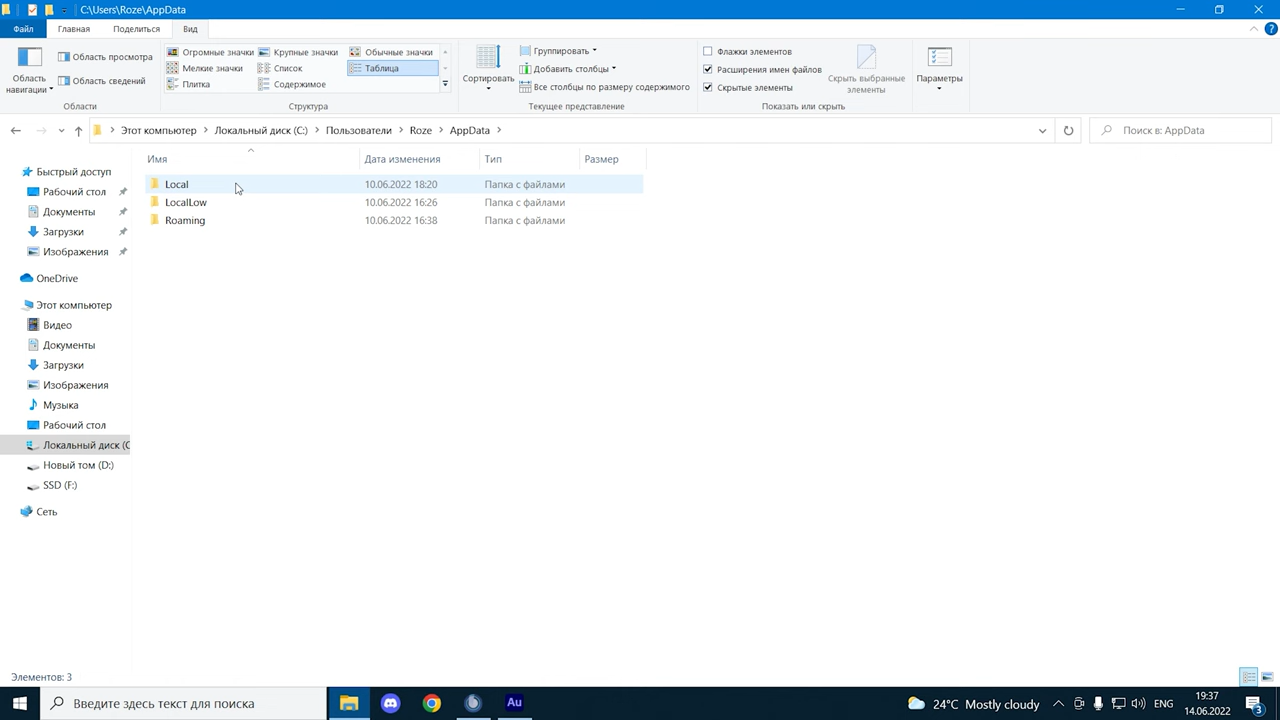 C:\Users\Roze\AppData
Файл Главная Поделиться Вид
Область навигации
Область просмотра
Область сведений
Области
Огромные значки Крупные значки Обычные значки
Мелкие значки Список Таблица
Плитка Содержимое
Структура
Сортировать
Группировать
Добавить столбцы
Все столбцы по размеру содержимого
Текущее представление
Флажки элементов
Расширения имен файлов
Скрытые элементы
Скрыть выбранные элементы
Показать или скрыть
Параметры
Этот компьютер > Локальный диск (C:) > Пользователи > Roze > AppData >
Поиск в: AppData
Имя Дата изменения Тип Размер
Local 10.06.2022 18:20 Папка с файлами
LocalLow 10.06.2022 16:26 Папка с файлами
Roaming 10.06.2022 16:38 Папка с файлами
Быстрый доступ
Рабочий стол
Документы
Загрузки
Изображения
OneDrive
Этот компьютер
Видео
Документы
Загрузки
Изображения
Музыка
Рабочий стол
Локальный диск (C
Новый том (D:)
SSD (F:)
Сеть
Элементов: 3
Введите здесь текст для поиска
Au
24°C Mostly cloudy
ENG
19:37
14.06.2022
3